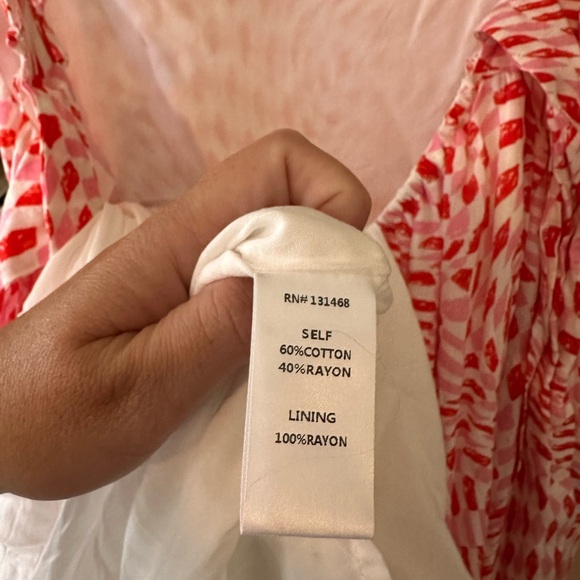 RN# 131468
SELF
60%COTTON
40%RAYON
LINING
100%RAYON